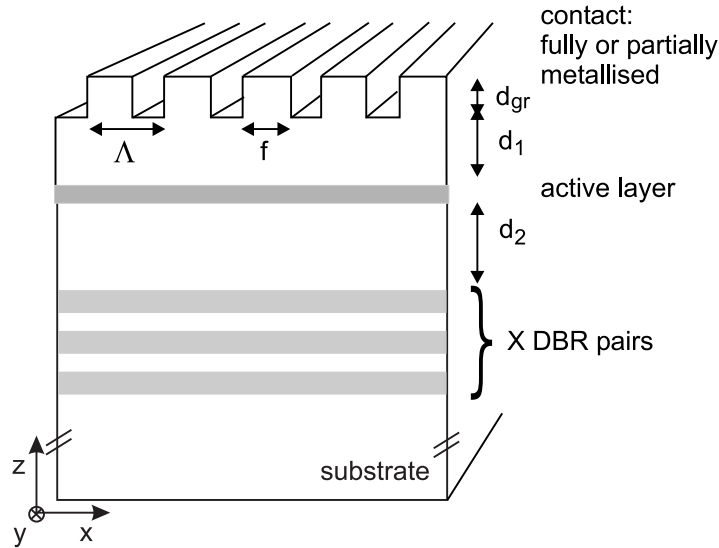 contact:
fully or partially
metallised
d_gr
d_1
Λ
f
active layer
d_2
X DBR pairs
z
substrate
y
x